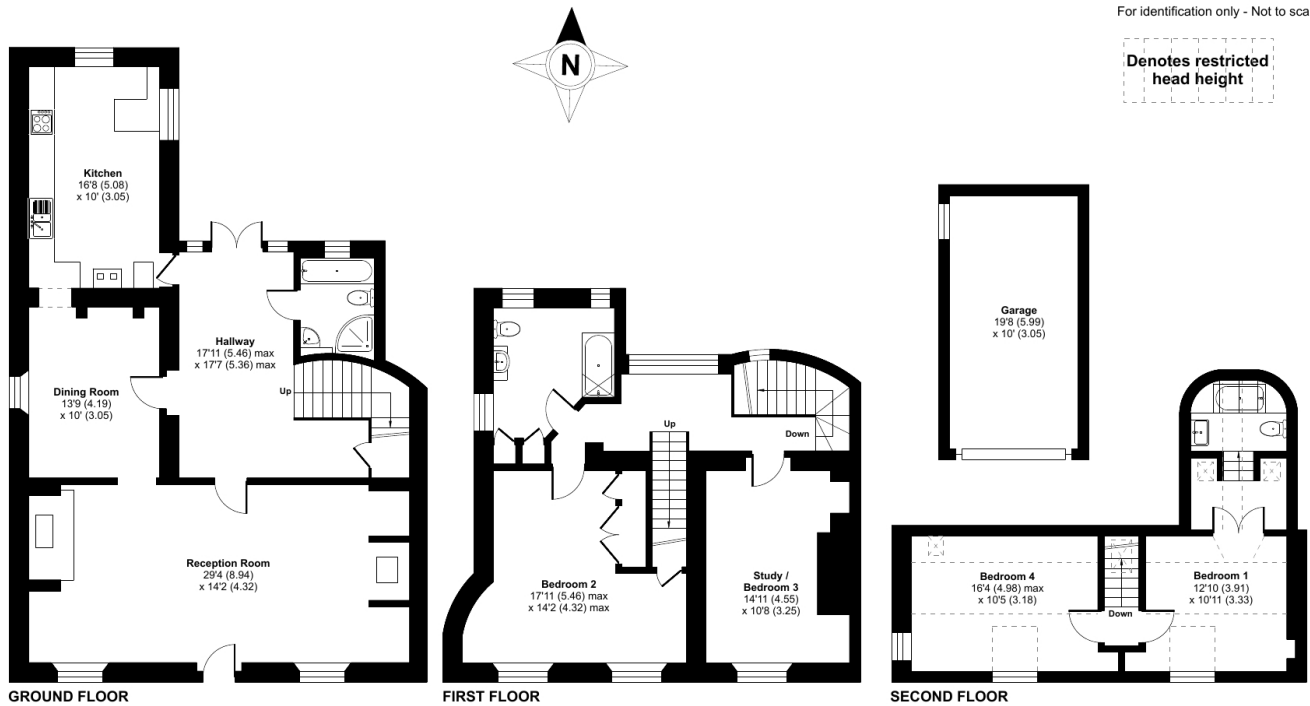 For identification only - Not to sca
Denotes restricted
head height
N
Kitchen
16'8 (5.08)
x 10' (3.05)
Hallway
17'11 (5.46) max
x 17'7 (5.36) max
Up
Dining Room
13'9 (4.19)
x 10' (3.05)
Reception Room
29'4 (8.94)
x 14'2 (4.32)
GROUND FLOOR
Up
Down
Bedroom 2
17'11 (5.46) max
x 14'2 (4.32) max
Study /
Bedroom 3
14'11 (4.55)
x 10'8 (3.25)
FIRST FLOOR
Garage
19'8 (5.99)
x 10' (3.05)
Bedroom 4
16'4 (4.98) max
x 10'5 (3.18)
Down
Bedroom 1
12'10 (3.91)
x 10'11 (3.33)
SECOND FLOOR